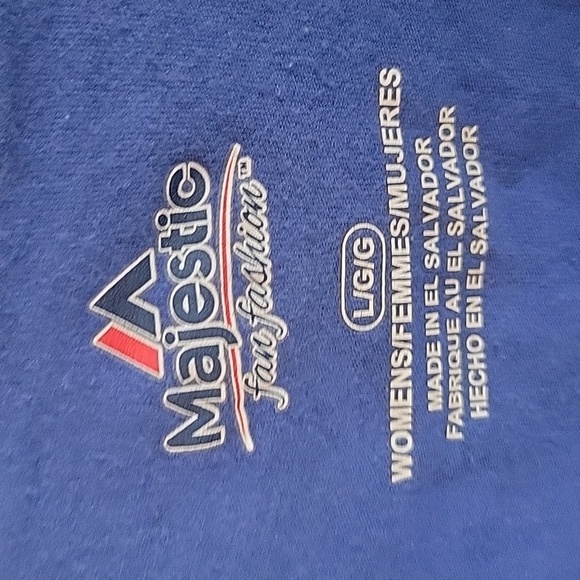 Majestic
fan fashion™
L/G/G
WOMENS/FEMMES/MUJERES
MADE IN EL SALVADOR
FABRIQUE AU EL SALVADOR
HECHO EN EL SALVADOR